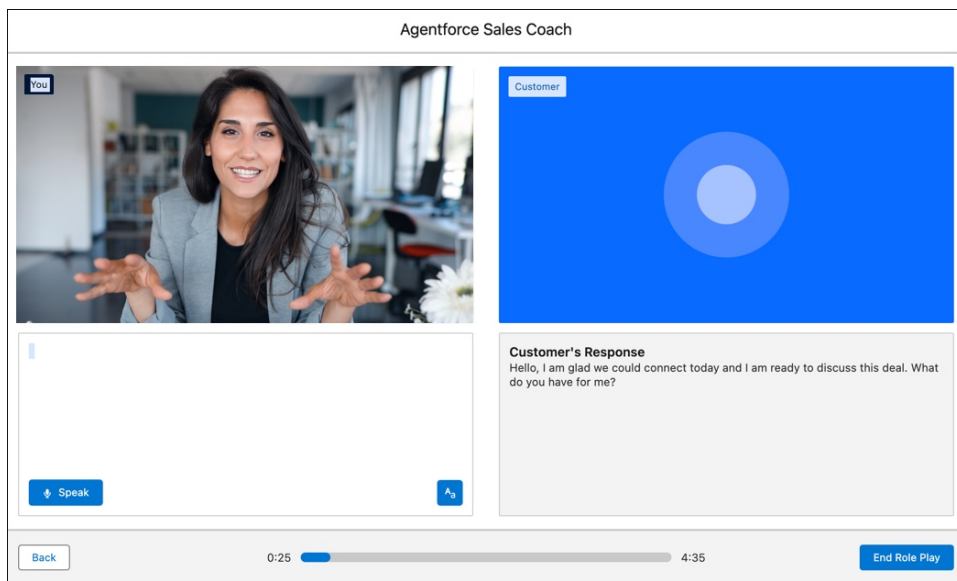 Agentforce Sales Coach
You
Customer
Customer's Response
Hello, I am glad we could connect today and I am ready to discuss this deal. What
do you have for me?
Speak
Aa
Back
0:25
4:35
End Role Play